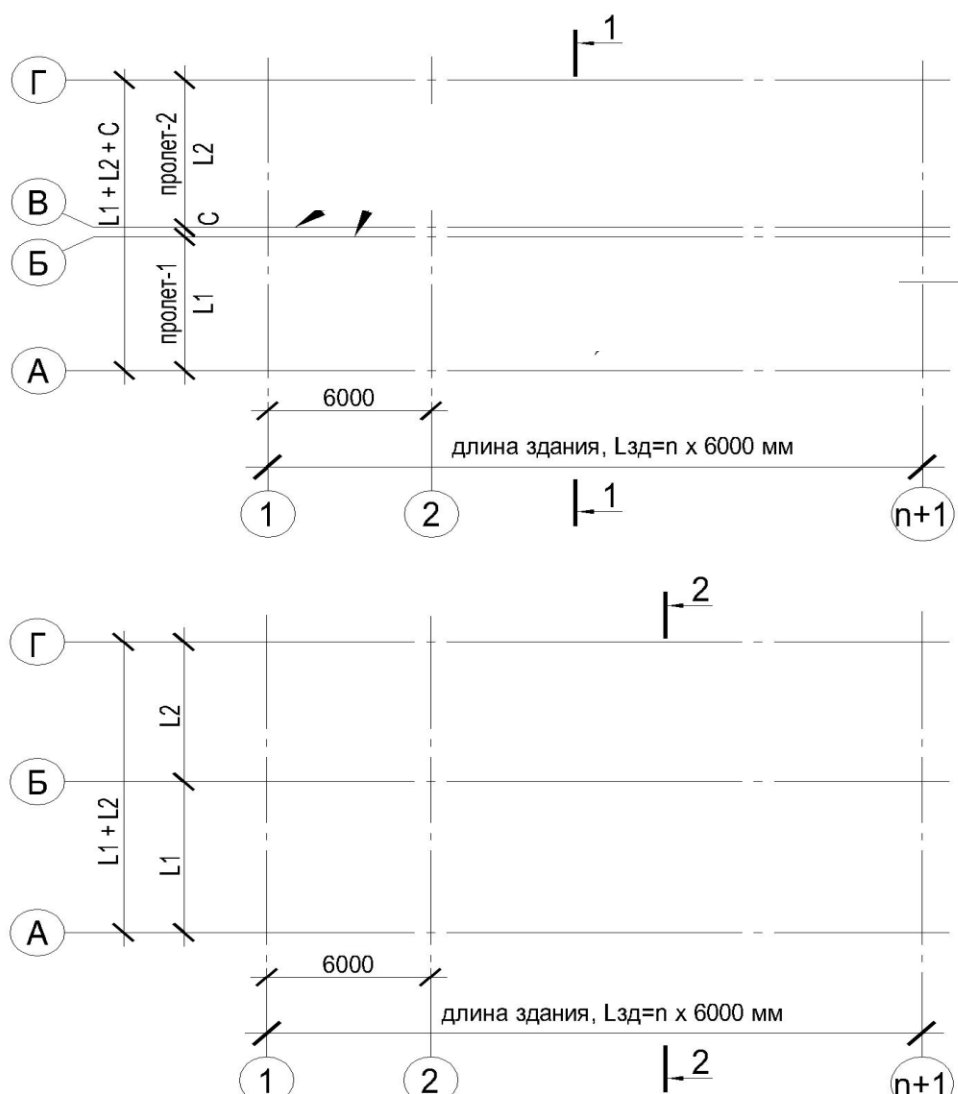 1
Г
L1 + L2 + C
пролет-2
L2
В
C
Б
пролет-1
L1
А
6000
длина здания, Lзд=n x 6000 мм
1
1
2
n+1
2
Г
L2
Б
L1 + L2
L1
А
6000
длина здания, Lзд=n x 6000 мм
2
1
2
n+1